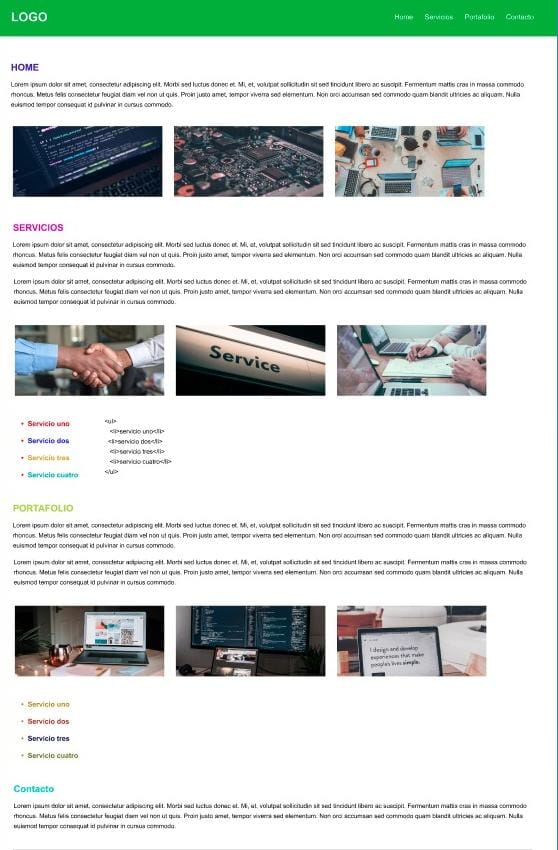 LOGO
Home Servicios Portafolio Contacto
HOME
Lorem ipsum dolor sit amet, consectetur adipiscing elit. Morbi sed lectus donec et. Mi, et, volutpat sollicitudin sit sed tincidunt libero ac suscipit. Fermentum mattis cras in massa commodo
rhoncus. Metus felis consectetur feugiat diam vel non ut quis. Proin justo amet, tempor viverra sed elementum. Non orci accumsan sed commodo quam blandit ultricies ac aliquam. Nulla
euismod tempor consequat id pulvinar in cursus commodo.
SERVICIOS
Lorem ipsum dolor sit amet, consectetur adipiscing elit. Morbi sed lectus donec et. Mi, et, volutpat sollicitudin sit sed tincidunt libero ac suscipit. Fermentum mattis cras in massa commodo
rhoncus. Metus felis consectetur feugiat diam vel non ut quis. Proin justo amet, tempor viverra sed elementum. Non orci accumsan sed commodo quam blandit ultricies ac aliquam. Nulla
euismod tempor consequat id pulvinar in cursus commodo.
Lorem ipsum dolor sit amet, consectetur adipiscing elit. Morbi sed lectus donec et. Mi, et, volutpat sollicitudin sit sed tincidunt libero ac suscipit. Fermentum mattis cras in massa commodo
rhoncus. Metus felis consectetur feugiat diam vel non ut quis. Proin justo amet, tempor viverra sed elementum. Non orci accumsan sed commodo quam blandit ultricies ac aliquam. Nulla
euismod tempor consequat id pulvinar in cursus commodo.
Service
• Servicio uno
• Servicio dos
• Servicio tres
• Servicio cuatro
<ul>
<li>servicio uno</li>
<li>servicio dos</li>
<li>servicio tres</li>
<li>servicio cuatro</li>
</ul>
PORTAFOLIO
Lorem ipsum dolor sit amet, consectetur adipiscing elit. Morbi sed lectus donec et. Mi, et, volutpat sollicitudin sit sed tincidunt libero ac suscipit. Fermentum mattis cras in massa commodo
rhoncus. Metus felis consectetur feugiat diam vel non ut quis. Proin justo amet, tempor viverra sed elementum. Non orci accumsan sed commodo quam blandit ultricies ac aliquam. Nulla
euismod tempor consequat id pulvinar in cursus commodo.
Lorem ipsum dolor sit amet, consectetur adipiscing elit. Morbi sed lectus donec et. Mi, et, volutpat sollicitudin sit sed tincidunt libero ac suscipit. Fermentum mattis cras in massa commodo
rhoncus. Metus felis consectetur feugiat diam vel non ut quis. Proin justo amet, tempor viverra sed elementum. Non orci accumsan sed commodo quam blandit ultricies ac aliquam. Nulla
euismod tempor consequat id pulvinar in cursus commodo.
I design and develop
experiences that make
people's lives simple.
• Servicio uno
• Servicio dos
• Servicio tres
• Servicio cuatro
Contacto
Lorem ipsum dolor sit amet, consectetur adipiscing elit. Morbi sed lectus donec et. Mi, et, volutpat sollicitudin sit sed tincidunt libero ac suscipit. Fermentum mattis cras in massa commodo
rhoncus. Metus felis consectetur feugiat diam vel non ut quis. Proin justo amet, tempor viverra sed elementum. Non orci accumsan sed commodo quam blandit ultricies ac aliquam. Nulla
euismod tempor consequat id pulvinar in cursus commodo.